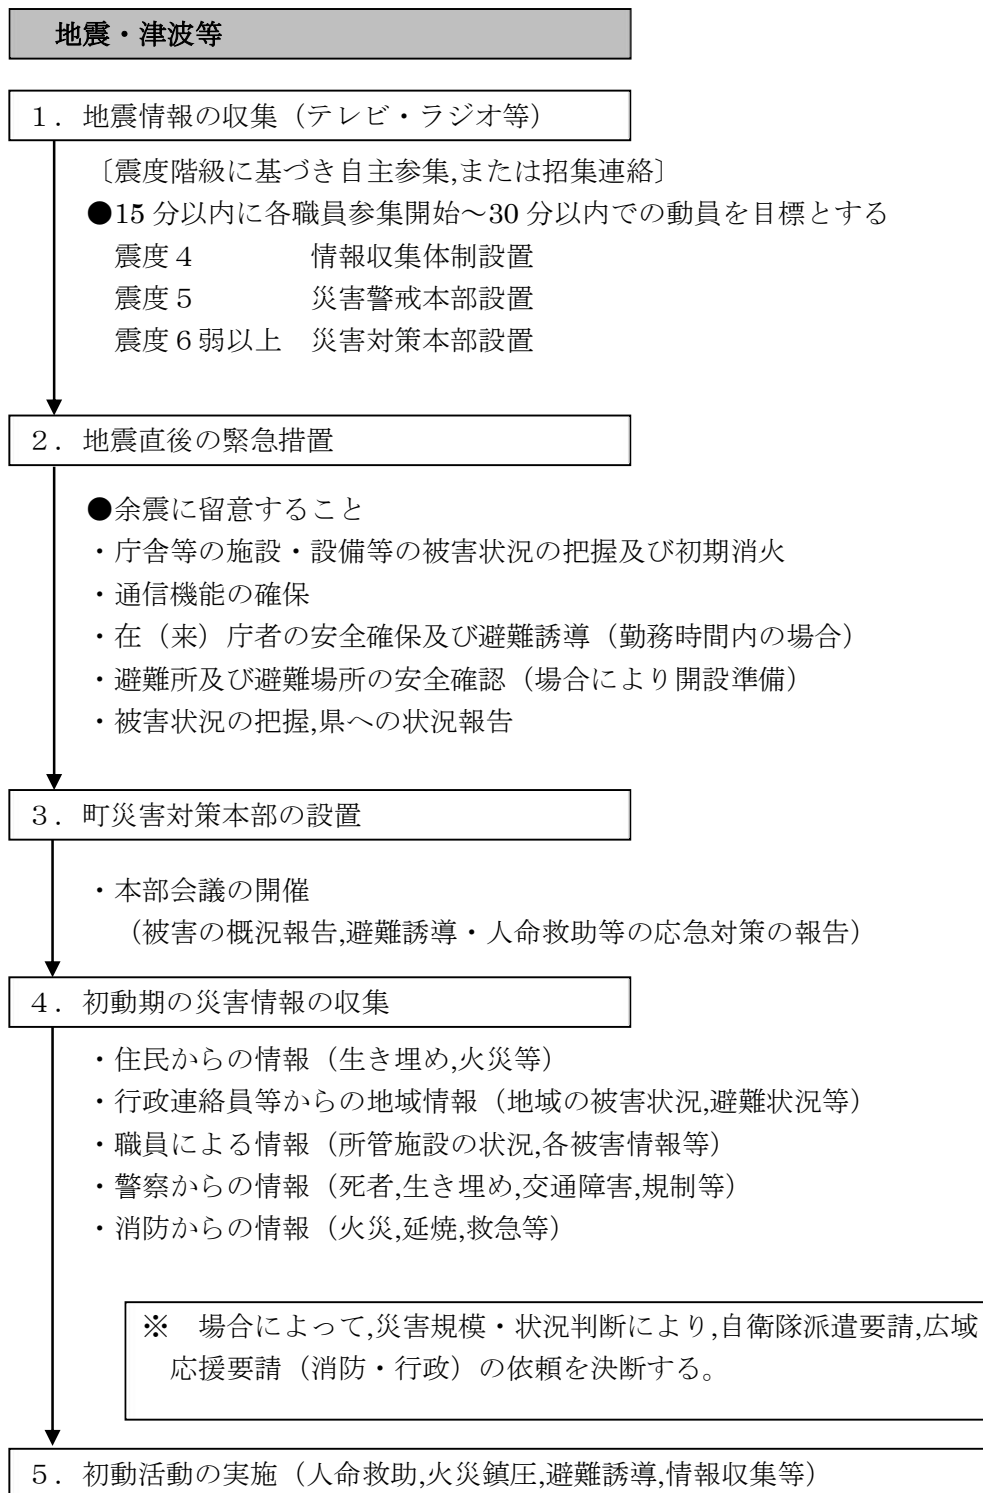 地震・津波等
１．地震情報の収集（テレビ・ラジオ等）
〔震度階級に基づき自主参集,または招集連絡〕
●15 分以内に各職員参集開始～30 分以内での動員を目標とする
震度４　　　　情報収集体制設置
震度５　　　　災害警戒本部設置
震度６弱以上　災害対策本部設置
２．地震直後の緊急措置
●余震に留意すること
・庁舎等の施設・設備等の被害状況の把握及び初期消火
・通信機能の確保
・在（来）庁者の安全確保及び避難誘導（勤務時間内の場合）
・避難所及び避難場所の安全確認（場合により開設準備）
・被害状況の把握,県への状況報告
３．町災害対策本部の設置
・本部会議の開催
（被害の概況報告,避難誘導・人命救助等の応急対策の報告）
４．初動期の災害情報の収集
・住民からの情報（生き埋め,火災等）
・行政連絡員等からの地域情報（地域の被害状況,避難状況等）
・職員による情報（所管施設の状況,各被害情報等）
・警察からの情報（死者,生き埋め,交通障害,規制等）
・消防からの情報（火災,延焼,救急等）
※　場合によって,災害規模・状況判断により,自衛隊派遣要請,広域
応援要請（消防・行政）の依頼を決断する。
５．初動活動の実施（人命救助,火災鎮圧,避難誘導,情報収集等）